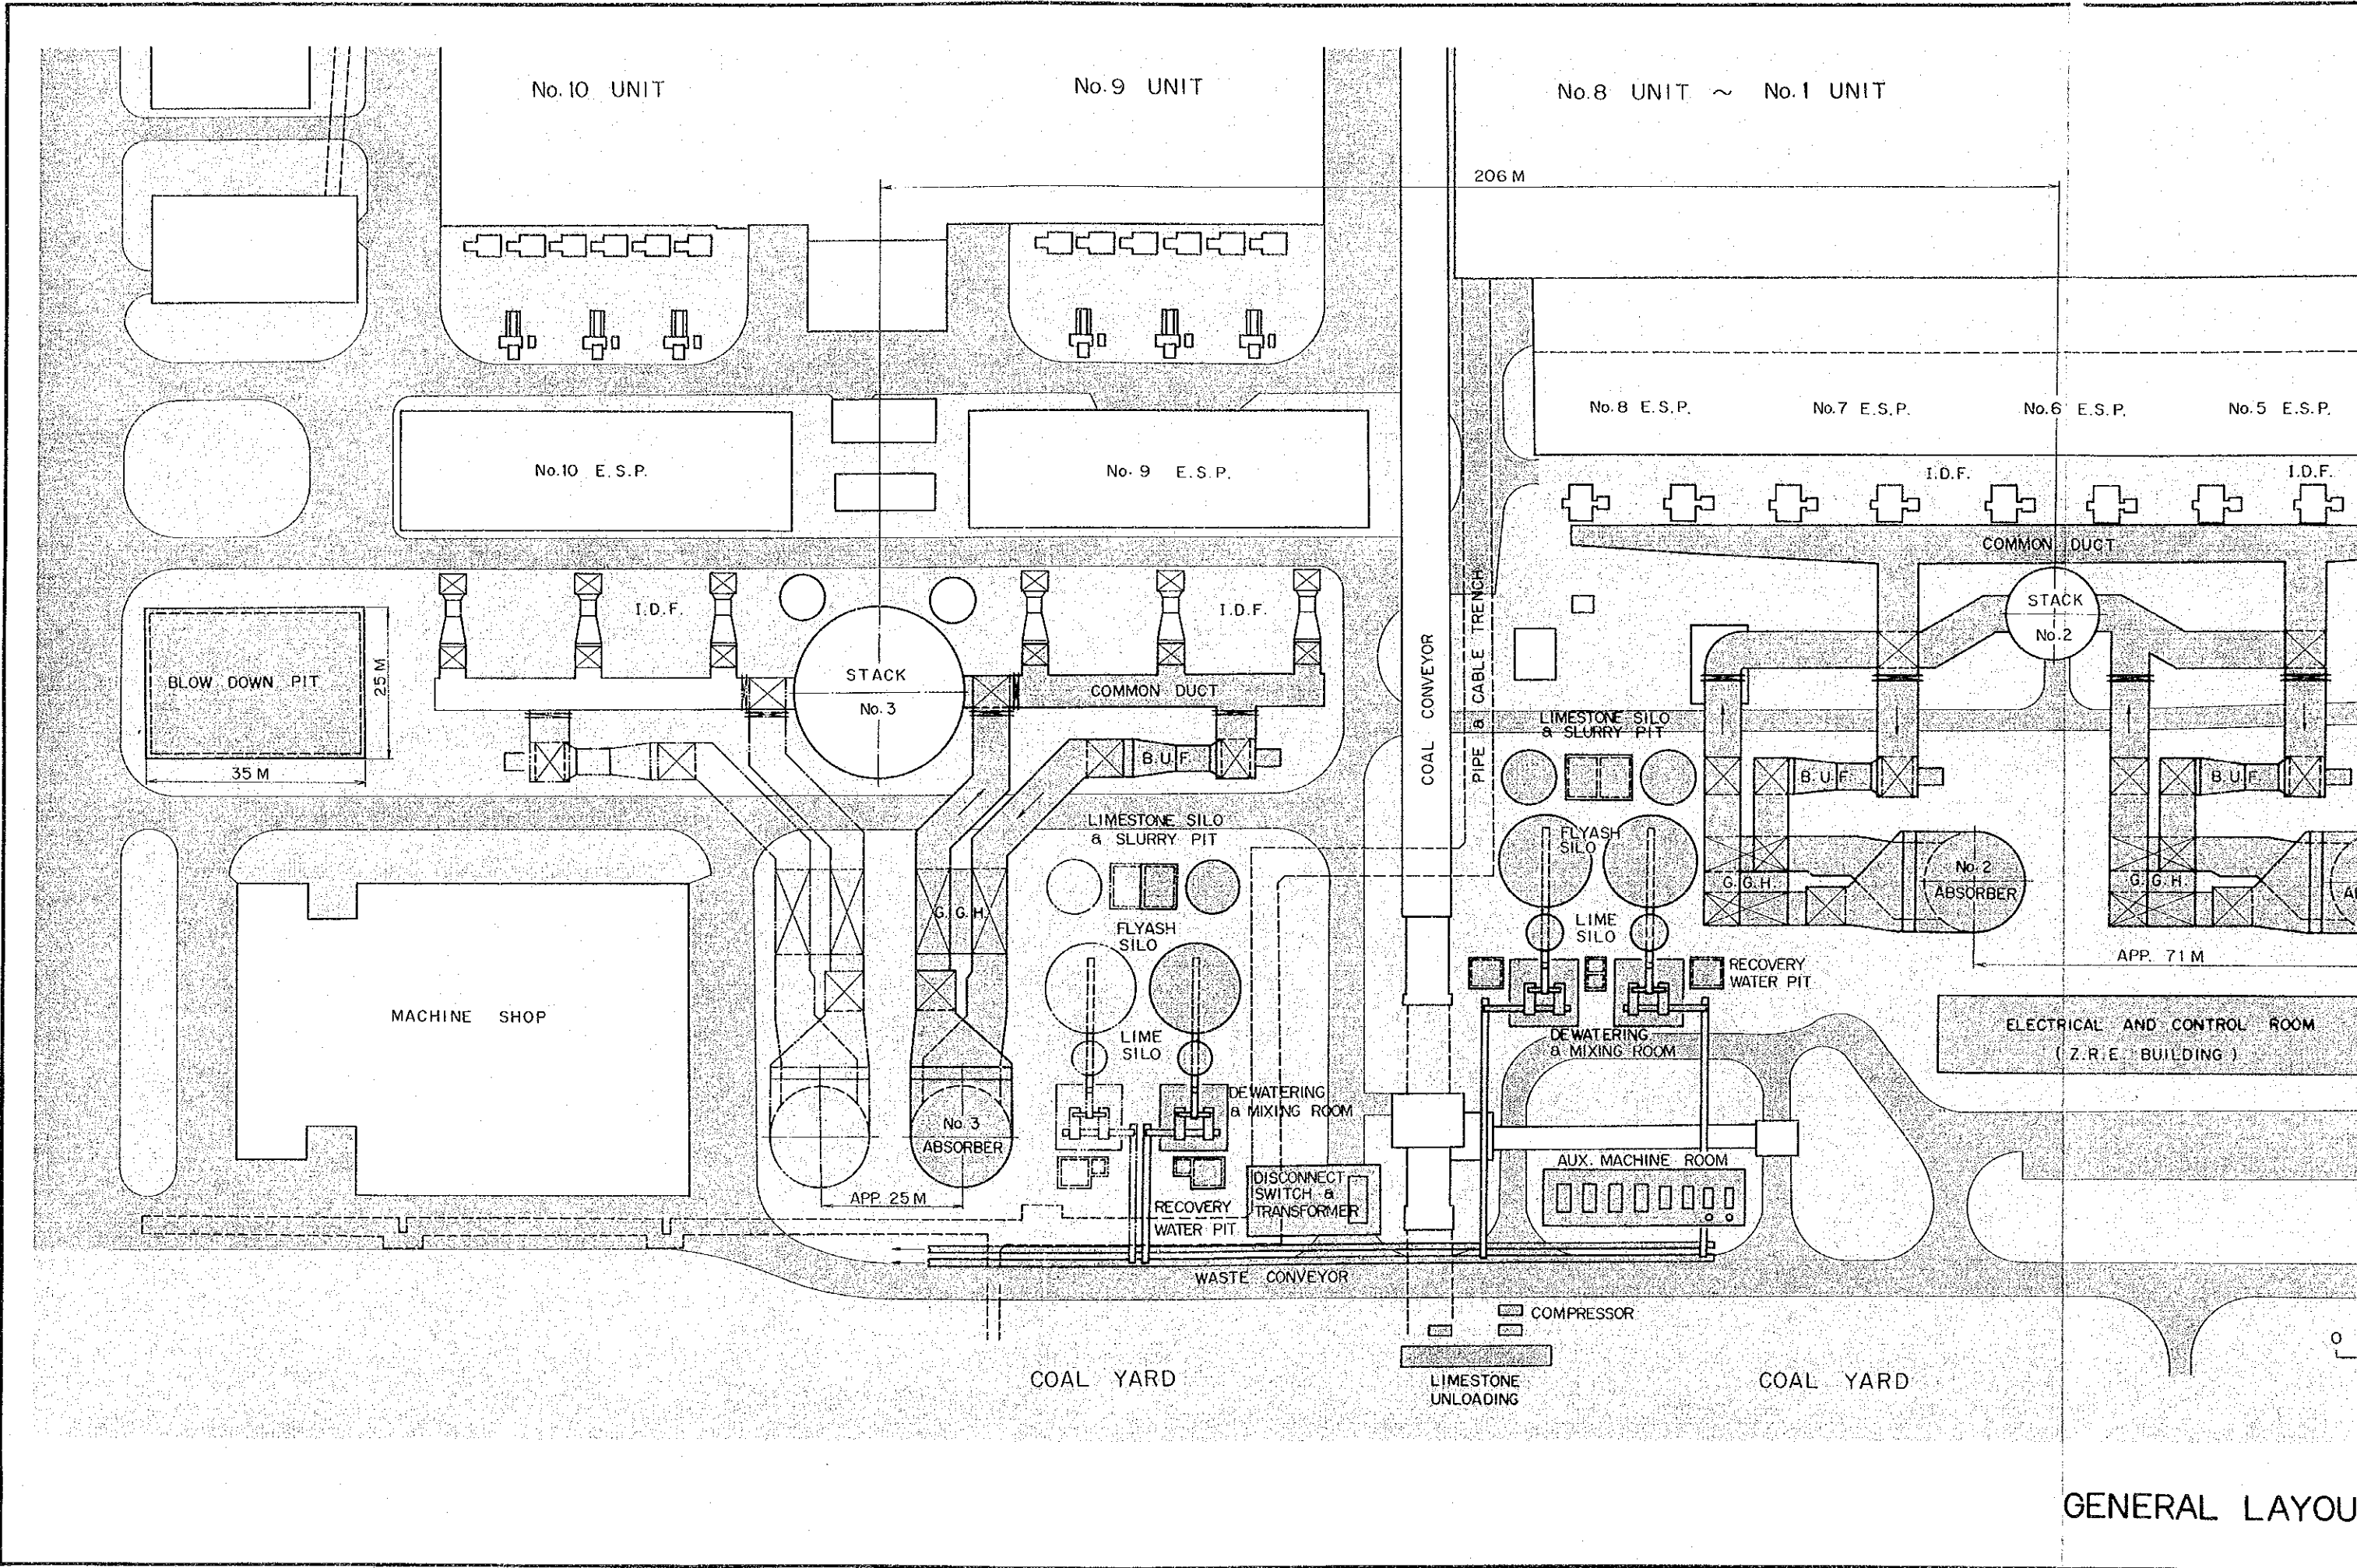 No. 10 UNIT
No. 9 UNIT
No. 8 UNIT ~ No. 1 UNIT
206 M
No. 8 E.S.P.
No. 7 E.S.P.
No. 6 E.S.P.
No. 5 E.S.P.
No. 10 E.S.P.
No. 9 E.S.P.
I.D.F.
I.D.F.
COMMON DUCT
I.D.F.
I.D.F.
STACK
No. 2
STACK
No. 3
COMMON DUCT
BLOW DOWN PIT
25 M
35 M
COAL CONVEYOR
PIPE & CABLE TRENCH
LIMESTONE SILO
& SLURRY PIT
B.U.F.
B.U.F.
B.U.F.
LIMESTONE SILO
& SLURRY PIT
FLYASH
SILO
No. 2
ABSORBER
G.G.H.
G.G.H.
A
G.G.H.
FLYASH
SILO
LIME
SILO
APP. 71 M
RECOVERY
WATER PIT
MACHINE SHOP
ELECTRICAL AND CONTROL ROOM
( Z.R.E. BUILDING )
LIME
SILO
DEWATERING
& MIXING ROOM
DEWATERING
& MIXING ROOM
No. 3
ABSORBER
AUX. MACHINE ROOM
DISCONNECT
SWITCH &
TRANSFORMER
APP. 25 M
RECOVERY
WATER PIT
WASTE CONVEYOR
COMPRESSOR
0
COAL YARD
LIMESTONE
UNLOADING
COAL YARD
GENERAL LAYOU